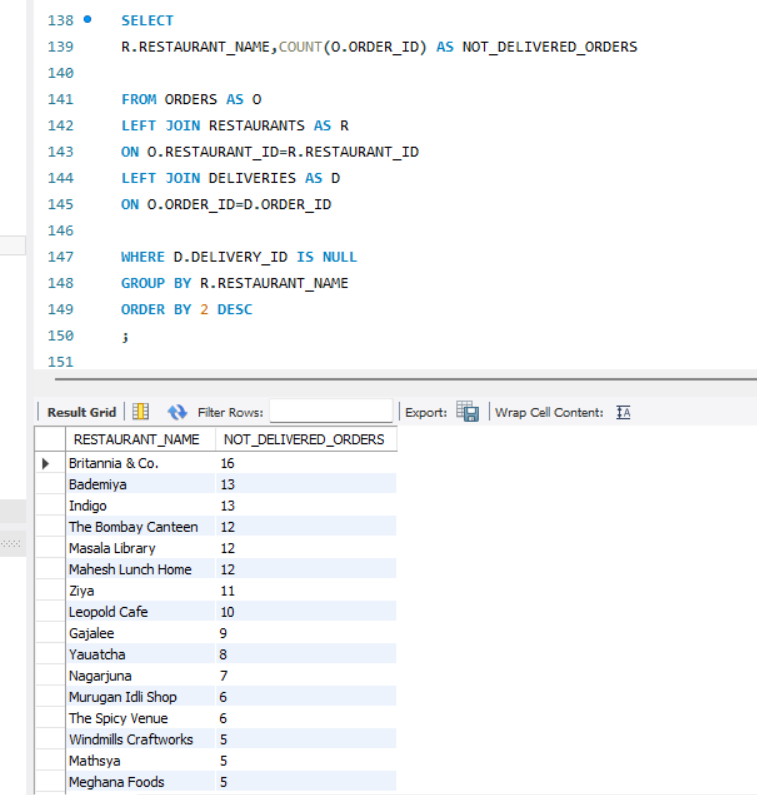 138 SELECT
139 R.RESTAURANT_NAME,COUNT(O.ORDER_ID) AS NOT_DELIVERED_ORDERS
140
141 FROM ORDERS AS O
142 LEFT JOIN RESTAURANTS AS R
143 ON O.RESTAURANT_ID=R.RESTAURANT_ID
144 LEFT JOIN DELIVERIES AS D
145 ON O.ORDER_ID=D.ORDER_ID
146
147 WHERE D.DELIVERY_ID IS NULL
148 GROUP BY R.RESTAURANT_NAME
149 ORDER BY 2 DESC
150 ;
151
Result Grid Filter Rows: Export: Wrap Cell Content: IA
RESTAURANT_NAME NOT_DELIVERED_ORDERS
Britannia & Co. 16
Bademiya 13
Indigo 13
The Bombay Canteen 12
Masala Library 12
Mahesh Lunch Home 12
Ziya 11
Leopold Cafe 10
Gajalee 9
Yauatcha 8
Nagarjuna 7
Murugan Idli Shop 6
The Spicy Venue 6
Windmills Craftworks 5
Mathsya 5
Meghana Foods 5